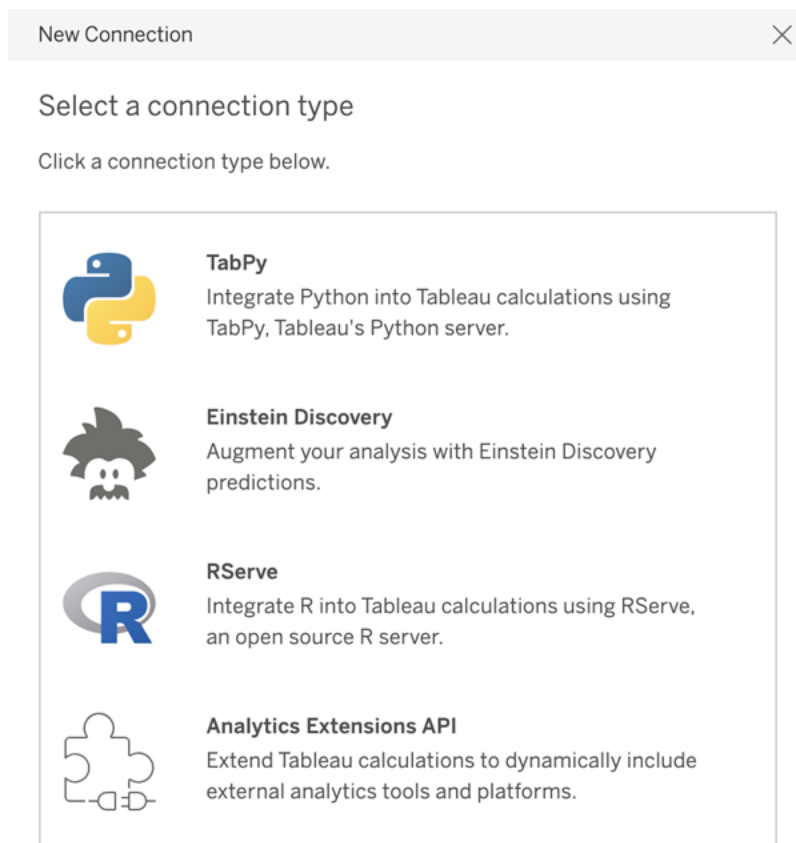 New Connection
Select a connection type
Click a connection type below.
TabPy
Integrate Python into Tableau calculations using
TabPy, Tableau's Python server.
Einstein Discovery
Augment your analysis with Einstein Discovery
predictions.
RServe
Integrate R into Tableau calculations using RServe,
an open source R server.
R
Analytics Extensions API
Extend Tableau calculations to dynamically include
external analytics tools and platforms.